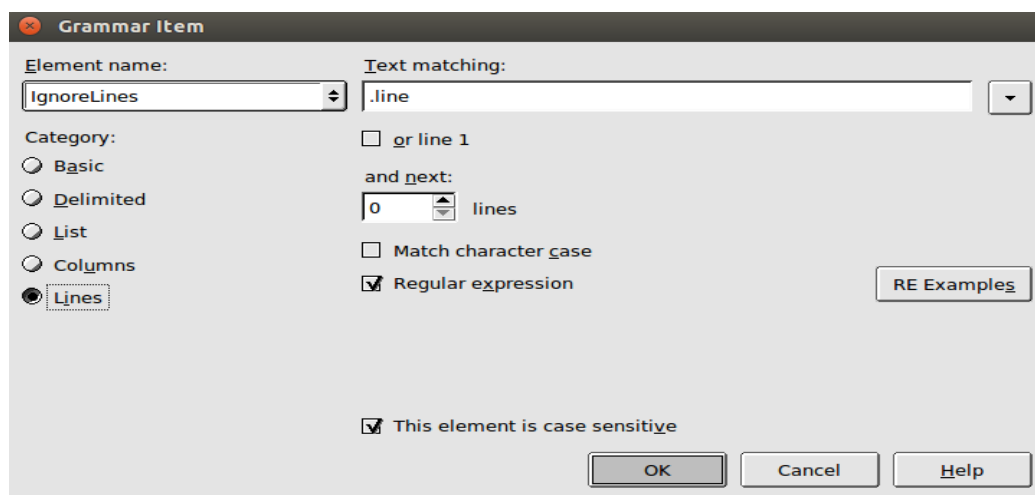 Grammar Item
Element name:
IgnoreLines
Category:
Basic
Delimited
List
Columns
Lines
Text matching:
.line
or line 1
and next:
0 lines
Match character case
Regular expression
RE Examples
This element is case sensitive
OK Cancel Help